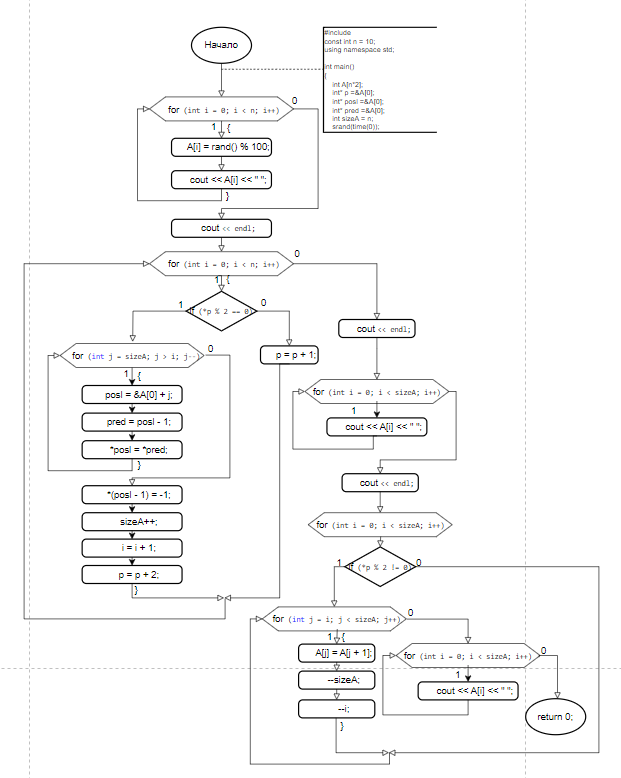 Начало
#include
const int n = 10;
using namespace std;
int main()
{
int A[n*2];
int* p =&A[0];
int* posl =&A[0];
int* pred =&A[0];
int sizeA = n;
srand(time(0));
for (int i = 0; i < n; i++)
0
1
{
A[i] = rand() % 100;
cout << A[i] << " ";
}
cout << endl;
for (int i = 0; i < n; i++)
0
1
{
if (*p % 2 == 0)
1
0
cout << endl;
p = p + 1;
for (int j = sizeA; j > i; j--)
0
1
{
posl = &A[0] + j;
pred = posl - 1;
*posl = *pred;
}
for (int i = 0; i < sizeA; i++)
1
cout << A[i] << " ";
cout << endl;
*(posl - 1) = -1;
sizeA++;
i = i + 1;
p = p + 2;
}
for (int i = 0; i < sizeA; i++)
if (*p % 2 != 0)
1
0
for (int j = i; j < sizeA; j++)
0
1
{
A[j] = A[j + 1];
--sizeA;
--i;
}
for (int i = 0; i < sizeA; i++)
0
1
cout << A[i] << " ";
return 0;